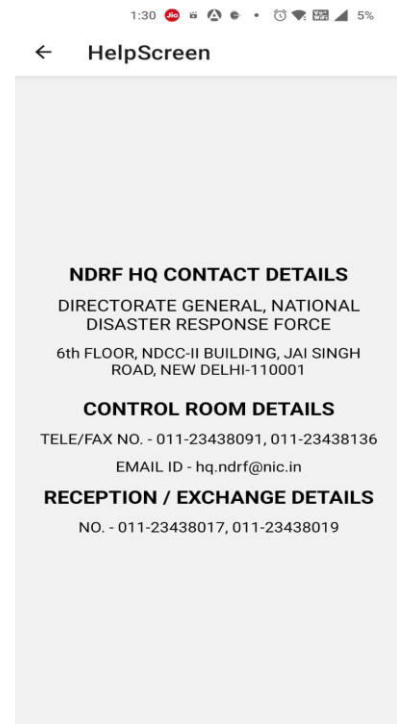 1:30 Jio 5%
← HelpScreen
NDRF HQ CONTACT DETAILS
DIRECTORATE GENERAL, NATIONAL
DISASTER RESPONSE FORCE
6th FLOOR, NDCC-II BUILDING, JAI SINGH
ROAD, NEW DELHI-110001
CONTROL ROOM DETAILS
TELE/FAX NO. - 011-23438091, 011-23438136
EMAIL ID - hq.ndrf@nic.in
RECEPTION / EXCHANGE DETAILS
NO. - 011-23438017, 011-23438019